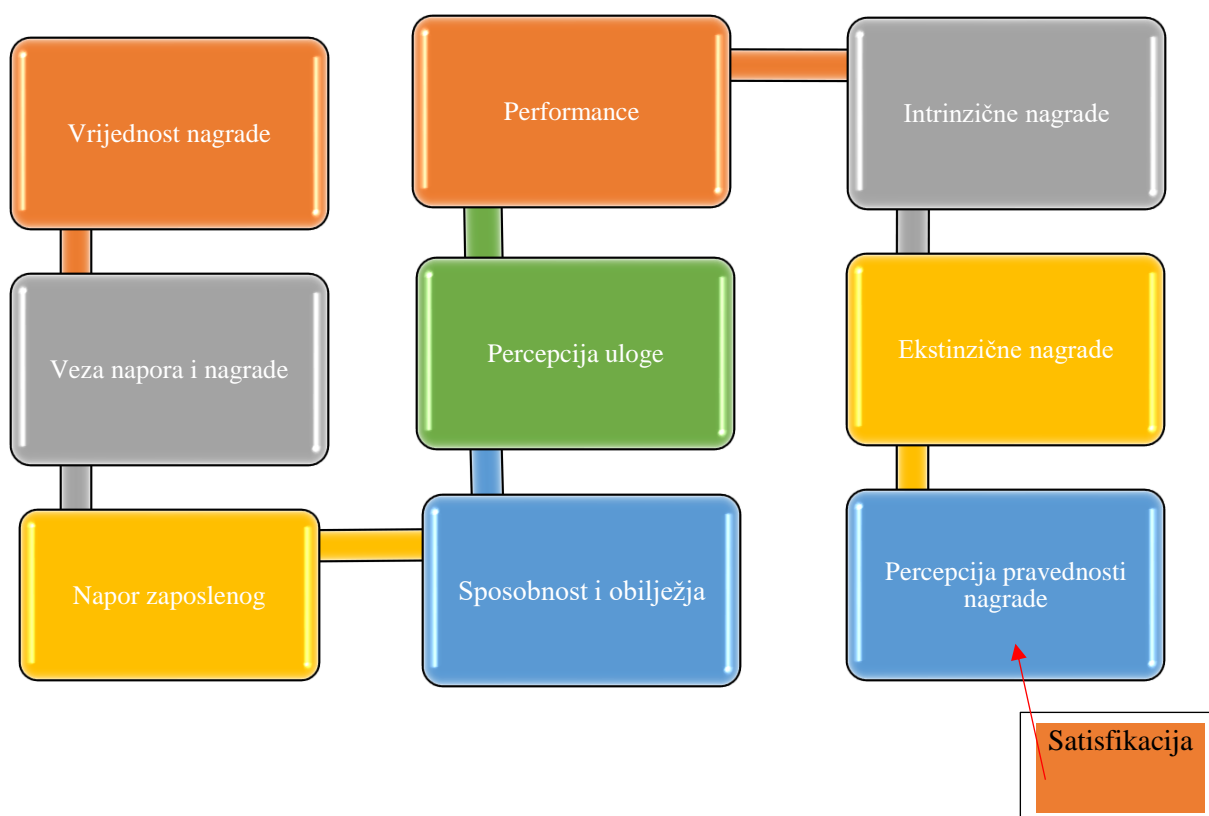 Vrijednost nagrade
Veza napora i nagrade
Napor zaposlenog
Sposobnost i obilježja
Percepcija uloge
Performance
Intrinzične nagrade
Ekstinzične nagrade
Percepcija pravednosti
nagrade
Satisfikacija